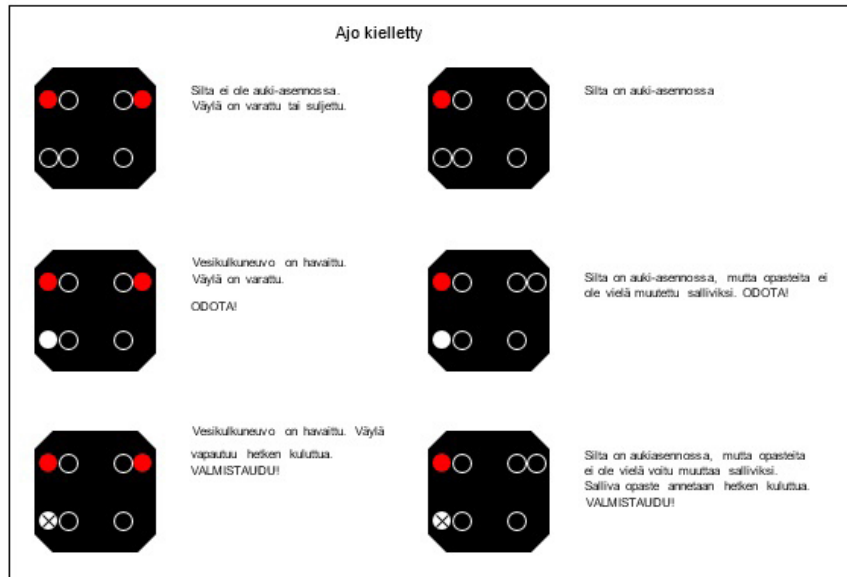 Ajo kielletty
Silta ei ole auki-asennossa.
Väylä on varattu tai suljettu.
Silta on auki-asennossa
Vesikulkuneuvo on havaittu.
Väylä on varattu.
ODOTA!
Silta on auki-asennossa, mutta opasteita ei
ole vielä muutettu salliviksi. ODOTA!
Vesikulkuneuvo on havaittu. Väylä
vapautuu hetken kuluttua.
VALMISTAUDU!
Silta on aukiasennossa, mutta opasteita
ei ole vielä voitu muuttaa salliviksi.
Salliva opaste annetaan hetken kuluttua.
VALMISTAUDU!